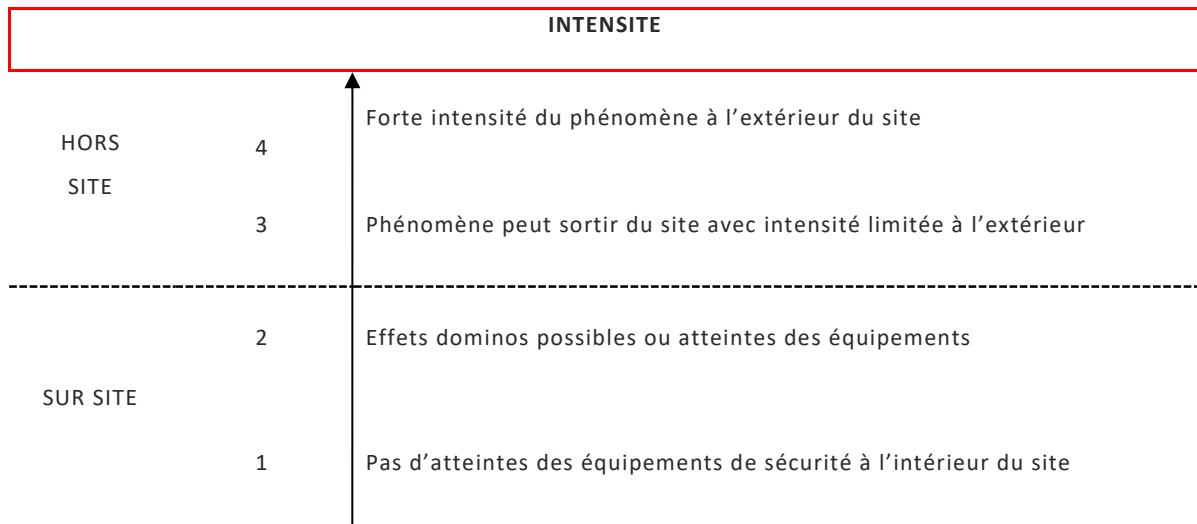 INTENSITE
Forte intensité du phénomène à l’extérieur du site
HORS
SITE
4
3
Phénomène peut sortir du site avec intensité limitée à l’extérieur
2
Effets dominos possibles ou atteintes des équipements
SUR SITE
1
Pas d’atteintes des équipements de sécurité à l’intérieur du site